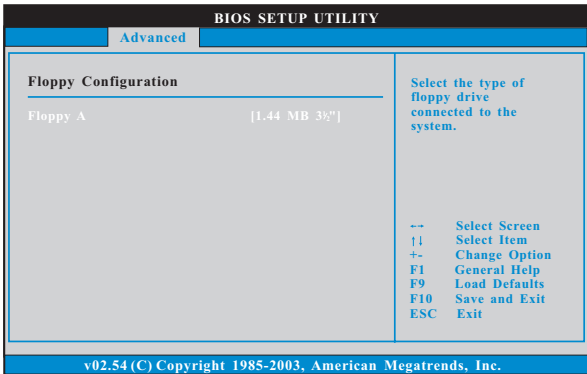 BIOS SETUP UTILITY
Advanced
Floppy Configuration
Floppy A [1.44 MB 3½"]
Select the type of
floppy drive
connected to the
system.
←→ Select Screen
↑↓ Select Item
+- Change Option
F1 General Help
F9 Load Defaults
F10 Save and Exit
ESC Exit
v02.54 (C) Copyright 1985-2003, American Megatrends, Inc.